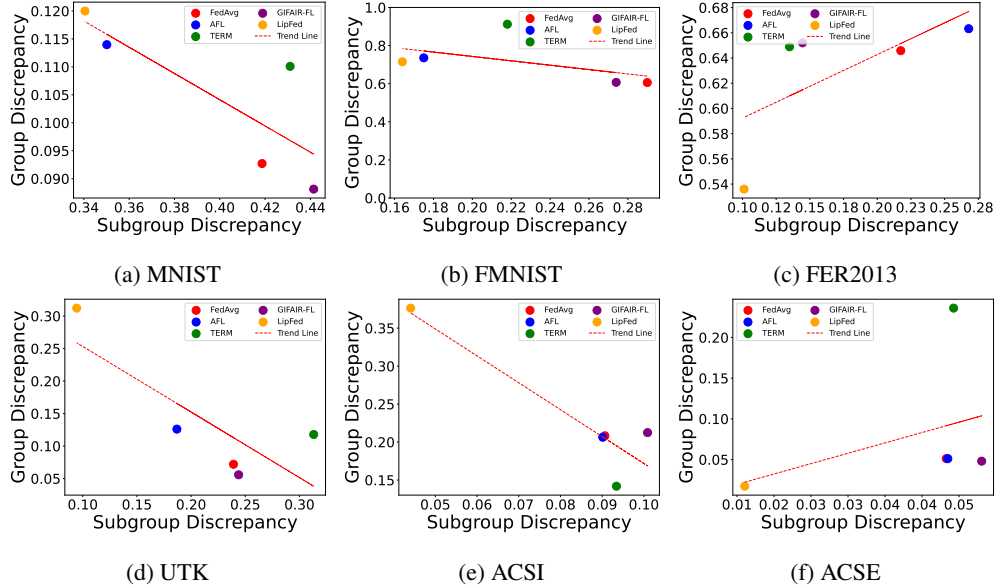 FedAvg
AFL
TERM
GIFAIR-FL
LipFed
Trend Line
0.120
0.115
0.110
0.105
0.100
0.095
0.090
Group Discrepancy
0.34 0.36 0.38 0.40 0.42 0.44
Subgroup Discrepancy
(a) MNIST
FedAvg
AFL
TERM
GIFAIR-FL
LipFed
Trend Line
1.0
0.8
0.6
0.4
0.2
0.0
Group Discrepancy
0.16 0.18 0.20 0.22 0.24 0.26 0.28
Subgroup Discrepancy
(b) FMNIST
FedAvg
AFL
TERM
GIFAIR-FL
LipFed
Trend Line
0.68
0.66
0.64
0.62
0.60
0.58
0.56
0.54
Group Discrepancy
0.10 0.13 0.15 0.18 0.20 0.23 0.25 0.28
Subgroup Discrepancy
(c) FER2013
FedAvg
AFL
TERM
GIFAIR-FL
LipFed
Trend Line
0.30
0.25
0.20
0.15
0.10
0.05
Group Discrepancy
0.10 0.15 0.20 0.25 0.30
Subgroup Discrepancy
(d) UTK
FedAvg
AFL
TERM
GIFAIR-FL
LipFed
Trend Line
0.35
0.30
0.25
0.20
0.15
Group Discrepancy
0.05 0.06 0.07 0.08 0.09 0.10
Subgroup Discrepancy
(e) ACSI
FedAvg
AFL
TERM
GIFAIR-FL
LipFed
Trend Line
0.20
0.15
0.10
0.05
Group Discrepancy
0.01 0.01 0.02 0.03 0.03 0.04 0.04 0.05 0.05
Subgroup Discrepancy
(f) ACSE